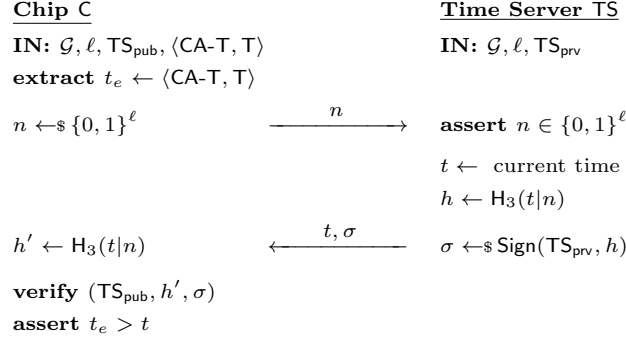 Chip C Time Server TS
IN: 𝒢, ℓ, TS_pub, ⟨CA-T, T⟩ IN: 𝒢, ℓ, TS_prv
extract t_e ← ⟨CA-T, T⟩
n ←$ {0, 1}^ℓ n assert n ∈ {0, 1}^ℓ
t ← current time
h ← H_3(t|n)
h′ ← H_3(t|n) t, σ σ ←$ Sign(TS_prv, h)
verify (TS_pub, h′, σ)
assert t_e > t